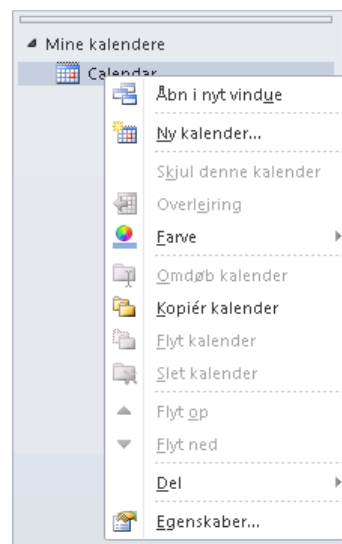 Mine kalendere
Calendar
Åbn i nyt vindue
Ny kalender...
Skjul denne kalender
Overlejring
Farve
Omdøb kalender
Kopiér kalender
Flyt kalender
Slet kalender
Flyt op
Flyt ned
Del
Egenskaber...